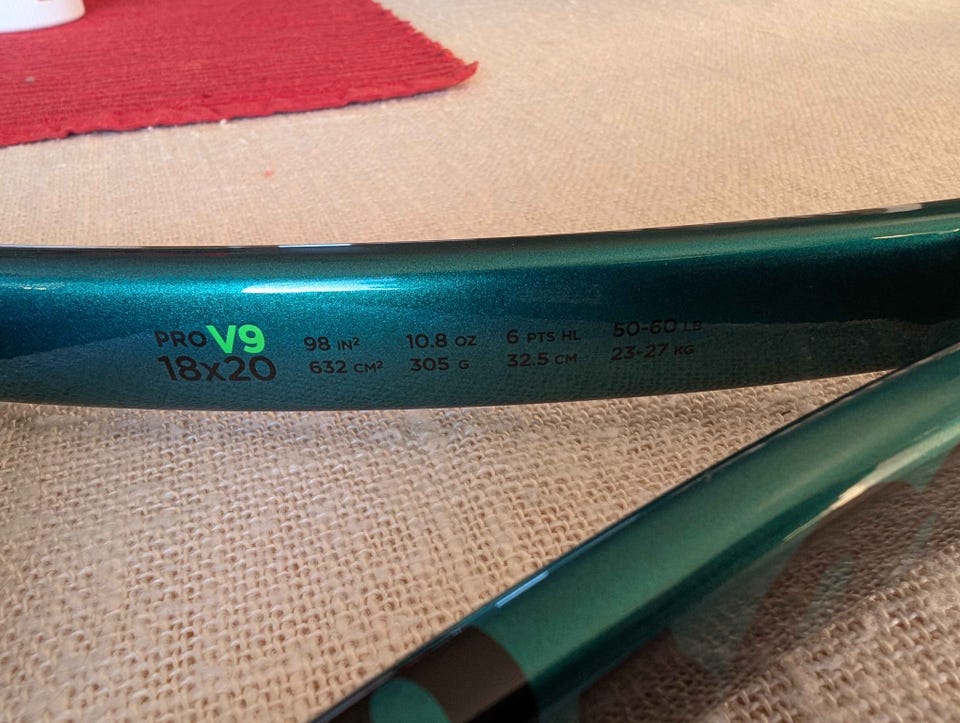 PRO V9 98 IN² 10.8 OZ 6 PTS HL 50-60 LB
18x20 632 CM² 305 G 32.5 CM 23-27 KG